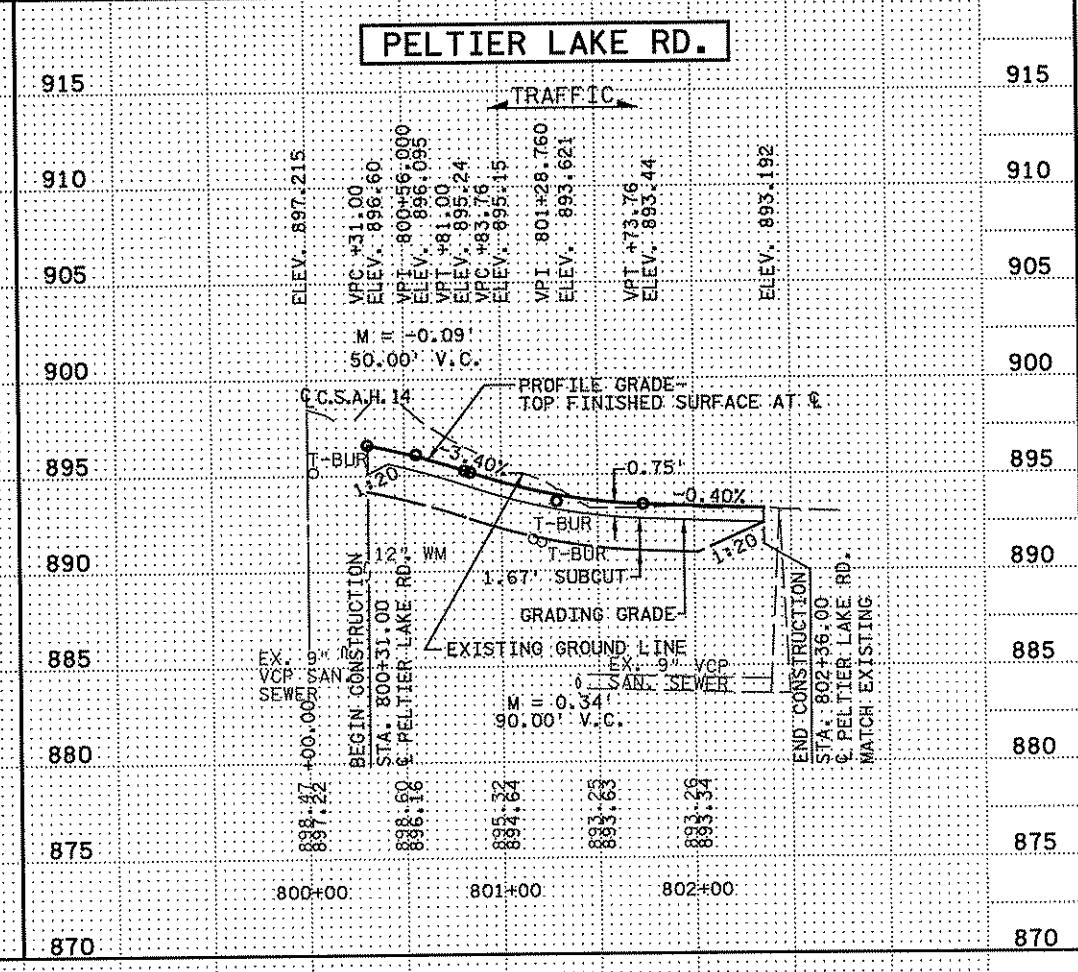 PELTIER LAKE RD.
TRAFFIC
915
915
910
910
905
905
900
900
895
895
890
890
885
885
880
880
875
875
870
870
ELEV. 897.215
VPC +31.00
ELEV. 896.60
VPI 800+56.000
ELEV. 896.095
VPT +81.00
ELEV. 895.24
VPC +83.76
ELEV. 895.15
VPI 801+28.760
ELEV. 893.621
VPT +73.76
ELEV. 893.44
ELEV. 893.192
M = -0.09'
50.00' V.C.
PROFILE GRADE-
TOP FINISHED SURFACE AT ℄
℄ C.S.A.H. 14
-3.40%
0.75'
-0.40%
T-BUR
1:20
T-BUR
T-BUR
1:20
12" WM
1.67' SUBCUT
GRADING GRADE
EXISTING GROUND LINE
EX. 9"
VCP SAN.
SEWER
EX. 9" VCP
SAN. SEWER
M = 0.34'
90.00' V.C.
BEGIN CONSTRUCTION
STA. 800+31.00
℄ PELTIER LAKE RD.
END CONSTRUCTION
STA. 802+36.00
℄ PELTIER LAKE RD.
MATCH EXISTING
+00.00
898.47
897.22
898.60
896.16
895.32
894.64
893.25
893.63
893.26
893.34
800+00
801+00
802+00